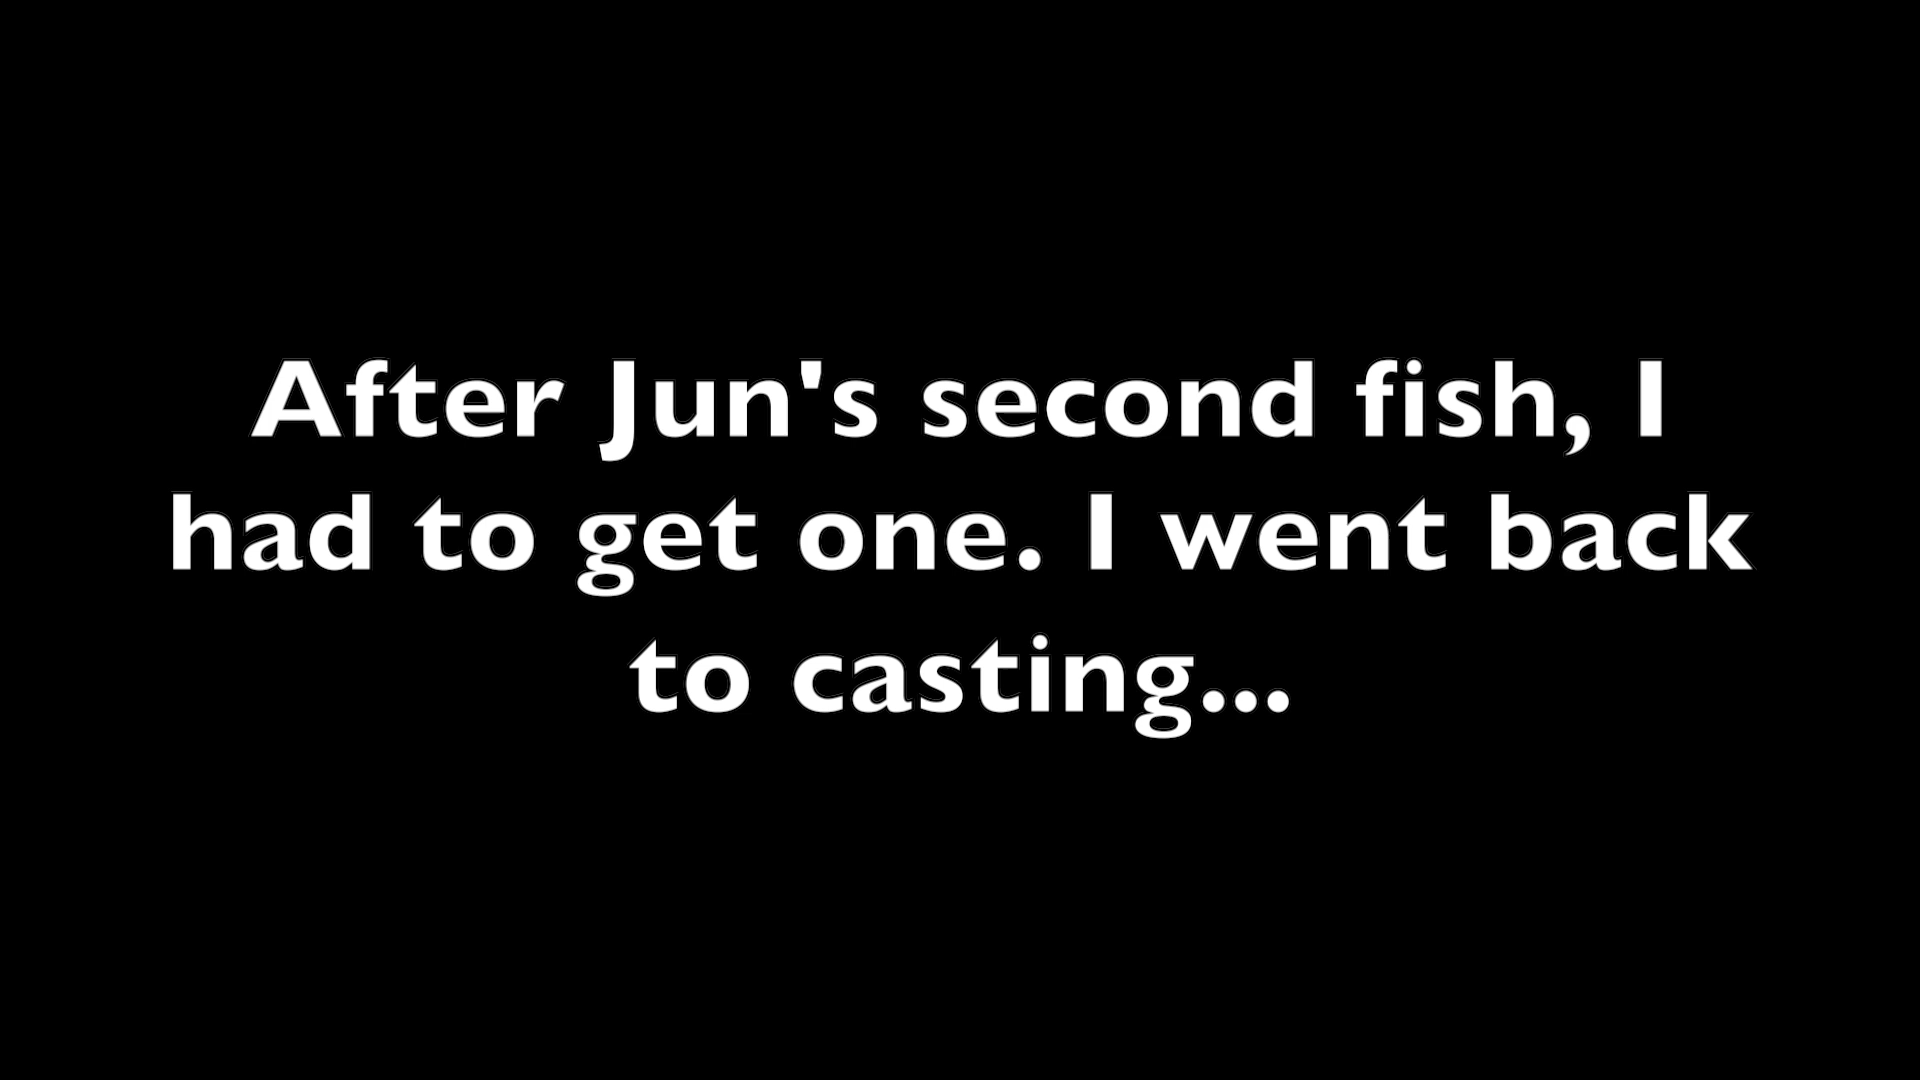 After Jun's second fish, I
had to get one. I went back
to casting...